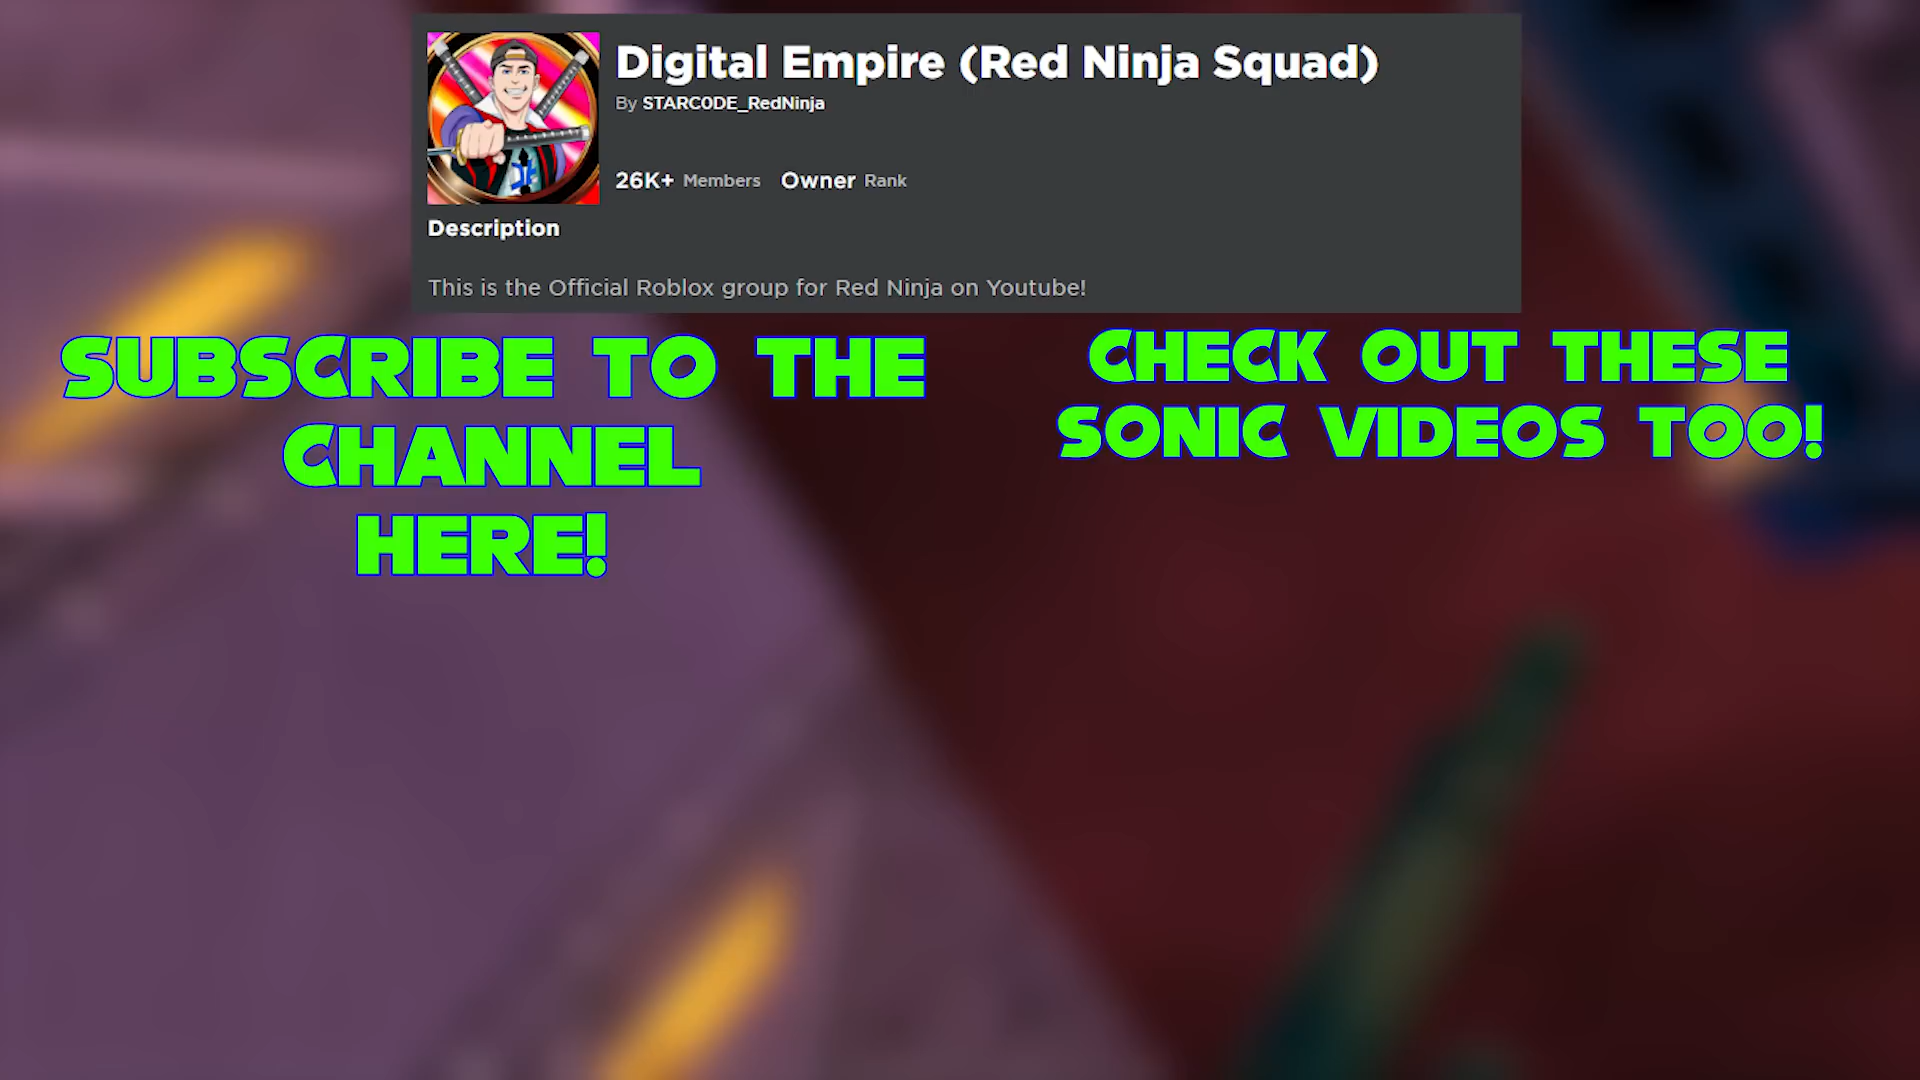 Digital Empire (Red Ninja Squad)
By STARC0DE_RedNinja
26K+ Members Owner Rank
Description
This is the Official Roblox group for Red Ninja on Youtube!
SUBSCRIBE TO THE
CHANNEL
HERE!
CHECK OUT THESE
SONIC VIDEOS TOO!